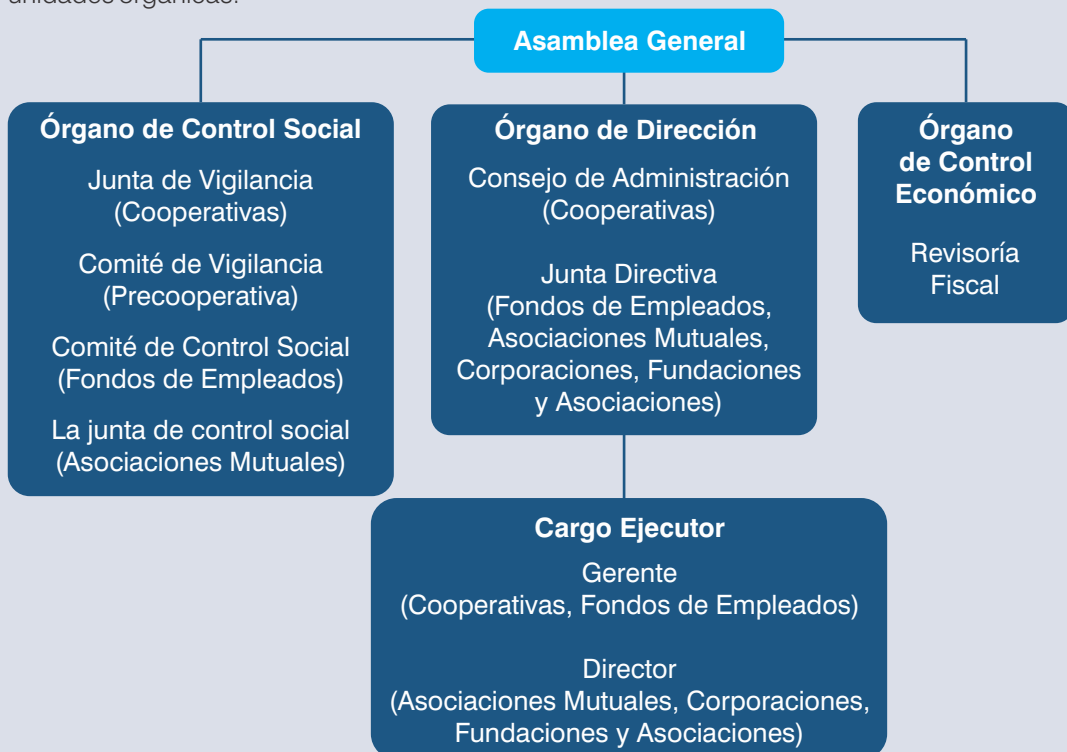 unidades orgánicas.
Asamblea General
Órgano de Control Social
Junta de Vigilancia
(Cooperativas)
Comité de Vigilancia
(Precooperativa)
Comité de Control Social
(Fondos de Empleados)
La junta de control social
(Asociaciones Mutuales)
Órgano de Dirección
Consejo de Administración
(Cooperativas)
Junta Directiva
(Fondos de Empleados,
Asociaciones Mutuales,
Corporaciones, Fundaciones
y Asociaciones)
Órgano
de Control
Económico
Revisoría
Fiscal
Cargo Ejecutor
Gerente
(Cooperativas, Fondos de Empleados)
Director
(Asociaciones Mutuales, Corporaciones,
Fundaciones y Asociaciones)